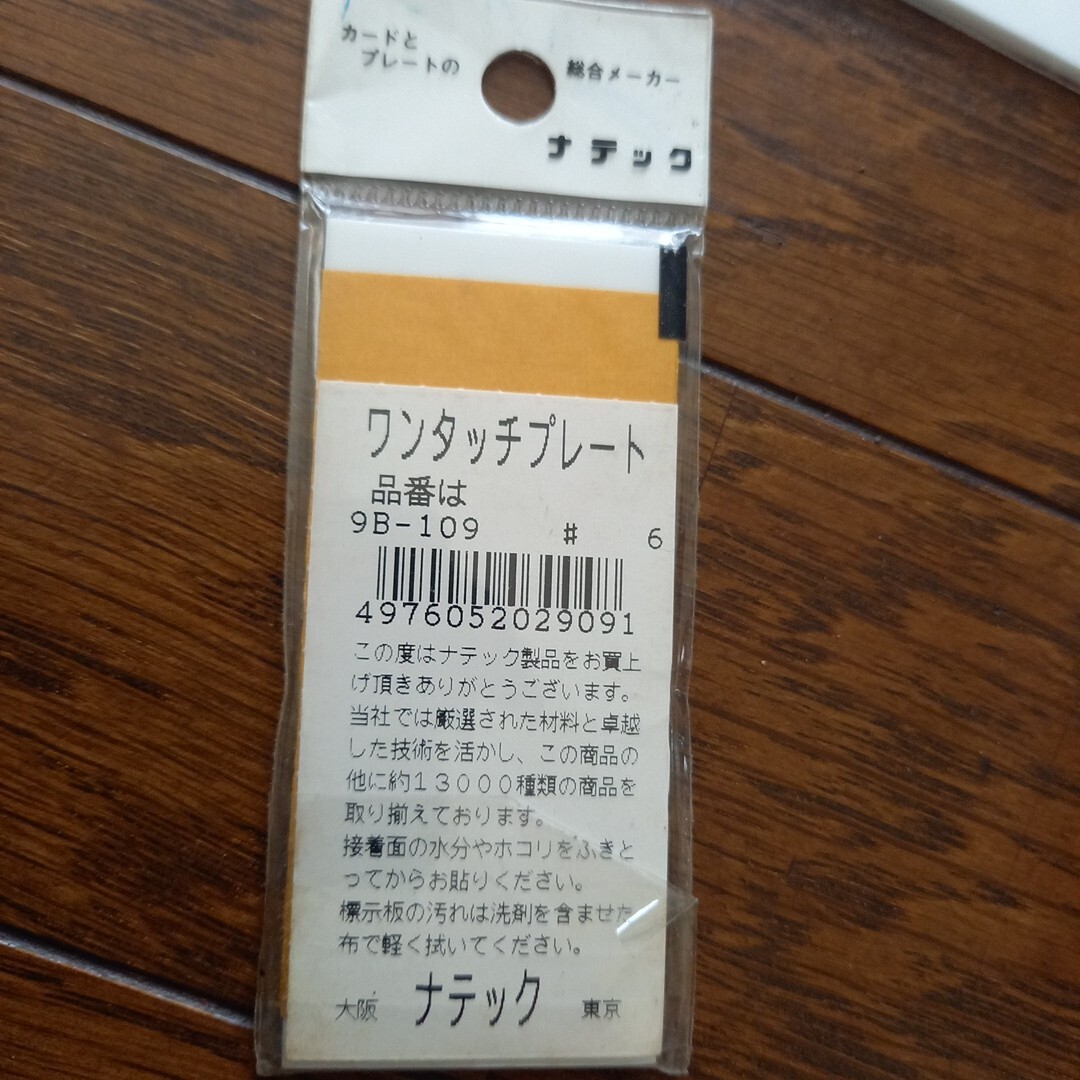 カードと
プレートの
総合メーカー
ナテック
ワンタッチプレート
品番は
9B-109 # 6
4976052029091
この度はナテック製品をお買上
げ頂きありがとうございます。
当社では厳選された材料と卓越
した技術を活かし、この商品の
他に約13000種類の商品を
取り揃えております。
接着面の水分やホコリをふきと
ってからお貼りください。
標示板の汚れは洗剤を含ませた
布で軽く拭いてください。
大阪 ナテック 東京